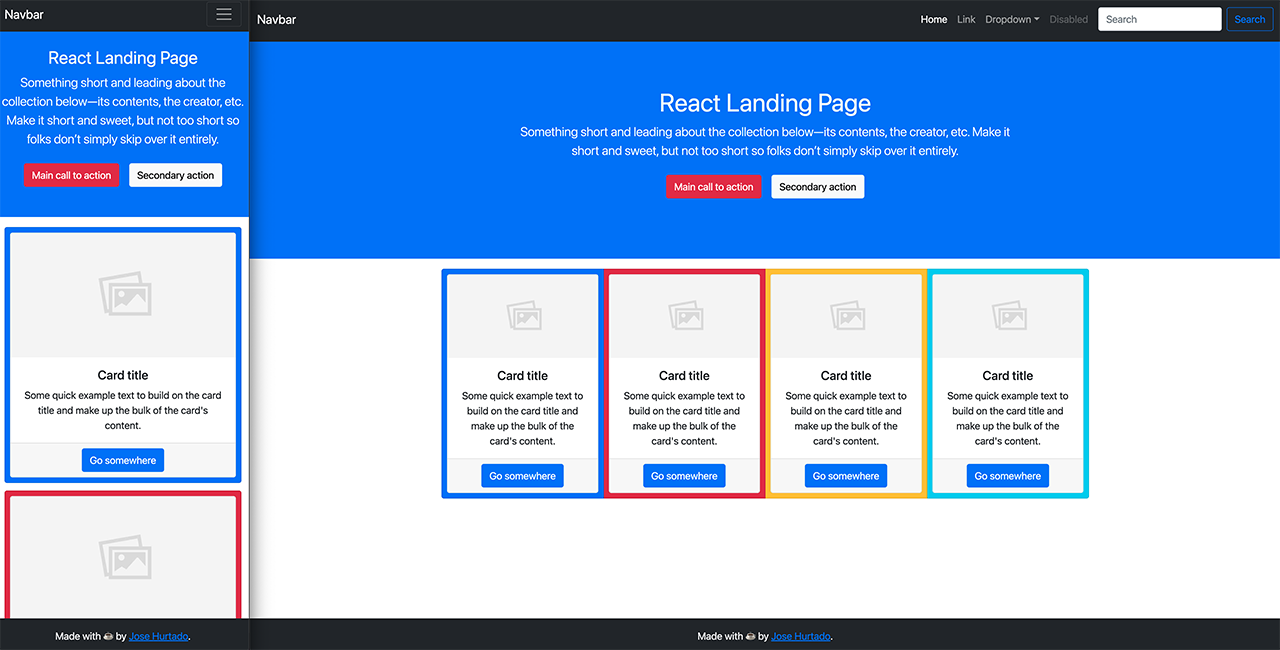 Navbar
React Landing Page
Something short and leading about the
collection below—its contents, the creator, etc.
Make it short and sweet, but not too short so
folks don’t simply skip over it entirely.
Main call to action
Secondary action
Card title
Some quick example text to build on the card
title and make up the bulk of the card's
content.
Go somewhere
Made with ☕ by Jose Hurtado.
Navbar
Home
Link
Dropdown
Disabled
Search
Search
React Landing Page
Something short and leading about the collection below—its contents, the creator, etc. Make it
short and sweet, but not too short so folks don’t simply skip over it entirely.
Main call to action
Secondary action
Card title
Some quick example text to
build on the card title and
make up the bulk of the
card's content.
Go somewhere
Card title
Some quick example text to
build on the card title and
make up the bulk of the
card's content.
Go somewhere
Card title
Some quick example text to
build on the card title and
make up the bulk of the
card's content.
Go somewhere
Card title
Some quick example text to
build on the card title and
make up the bulk of the
card's content.
Go somewhere
Made with ☕ by Jose Hurtado.